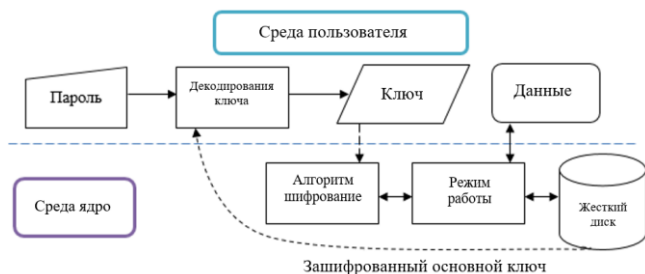 Среда пользователя
Пароль
Декодирования
ключа
Ключ
Данные
Среда ядро
Алгоритм
шифрование
Режим
работы
Жесткий
диск
Зашифрованный основной ключ